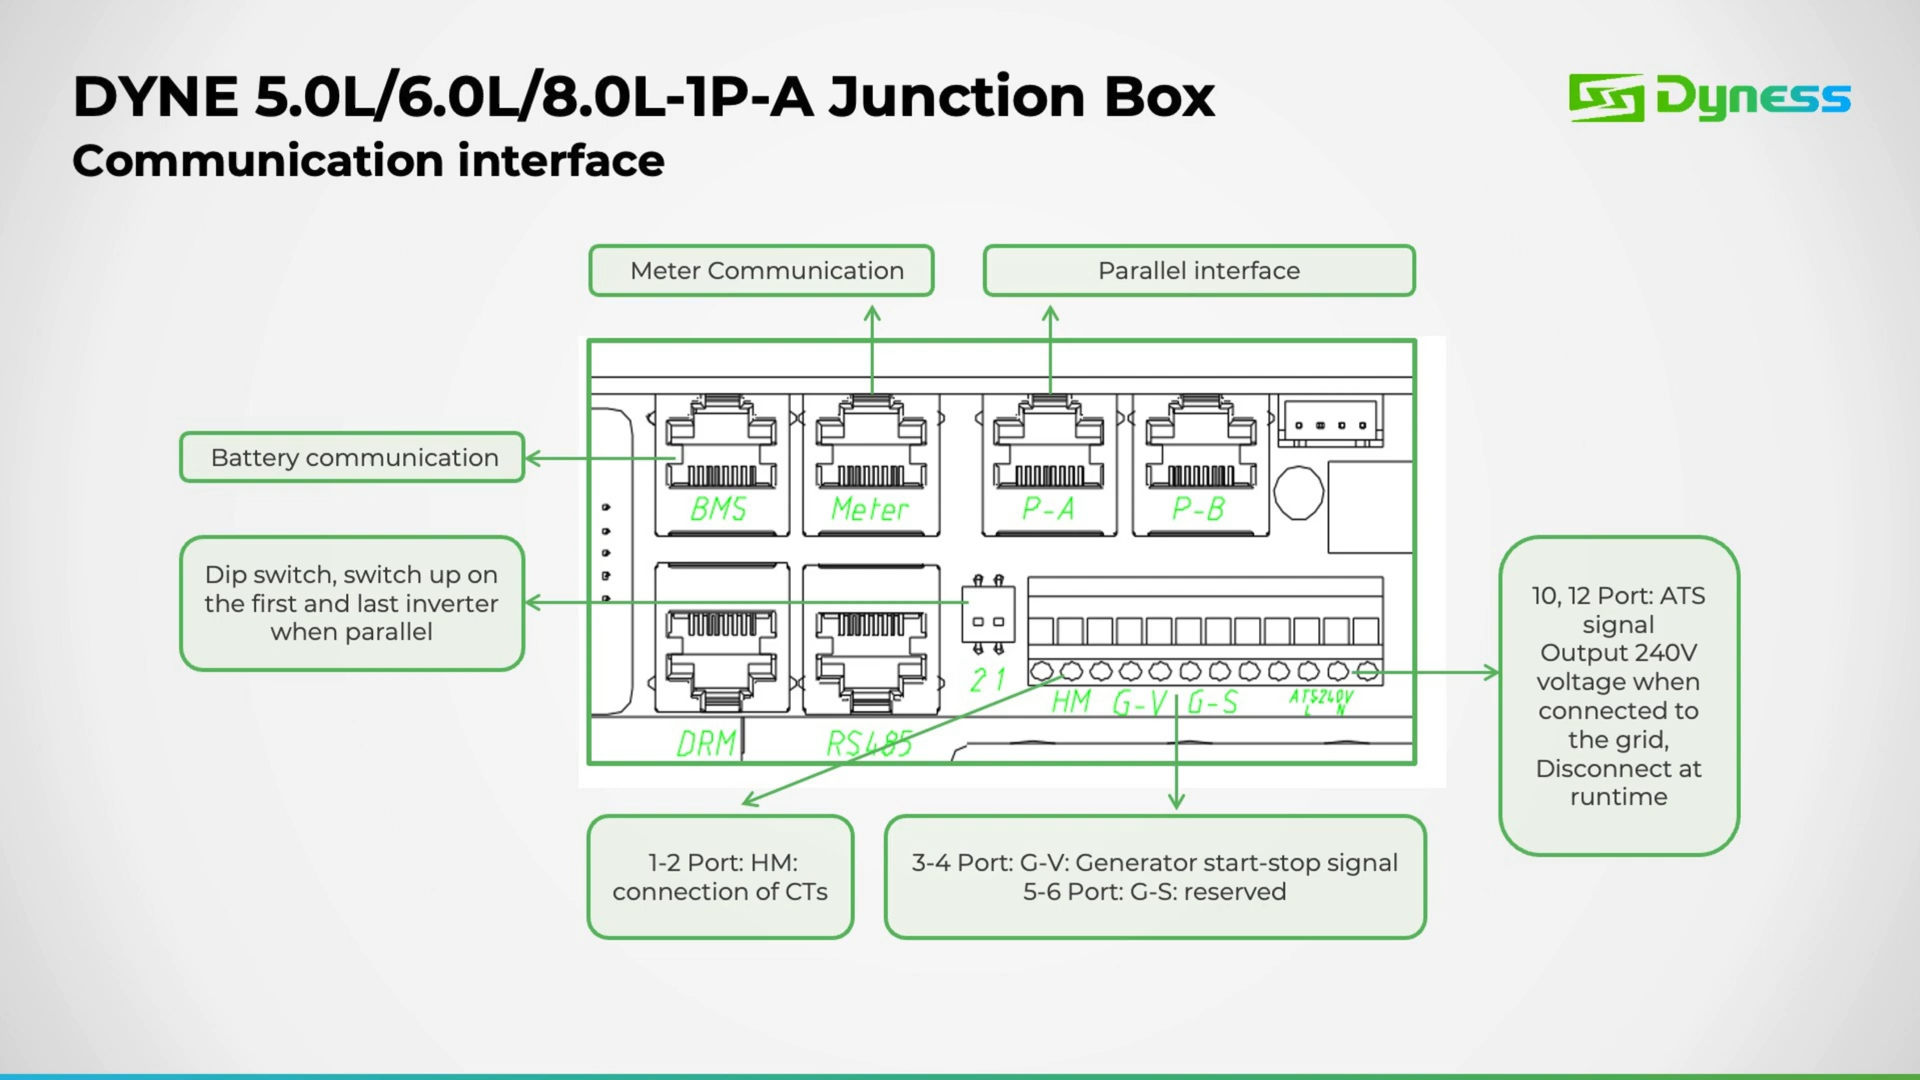 DYNE 5.0L/6.0L/8.0L-1P-A Junction Box
Communication interface
Dyness
Meter Communication
Parallel interface
Battery communication
BMS
Meter
P-A
P-B
Dip switch, switch up on
the first and last inverter
when parallel
2 1
HM
G-V
G-S
ATS240V
L
N
DRM
RS485
10, 12 Port: ATS
signal
Output 240V
voltage when
connected to
the grid,
Disconnect at
runtime
1-2 Port: HM:
connection of CTs
3-4 Port: G-V: Generator start-stop signal
5-6 Port: G-S: reserved